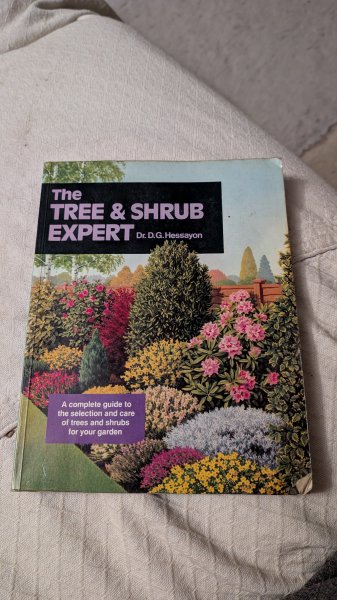 The
TREE & SHRUB
EXPERT Dr. D.G. Hessayon
A complete guide to
the selection and care
of trees and shrubs
for your garden